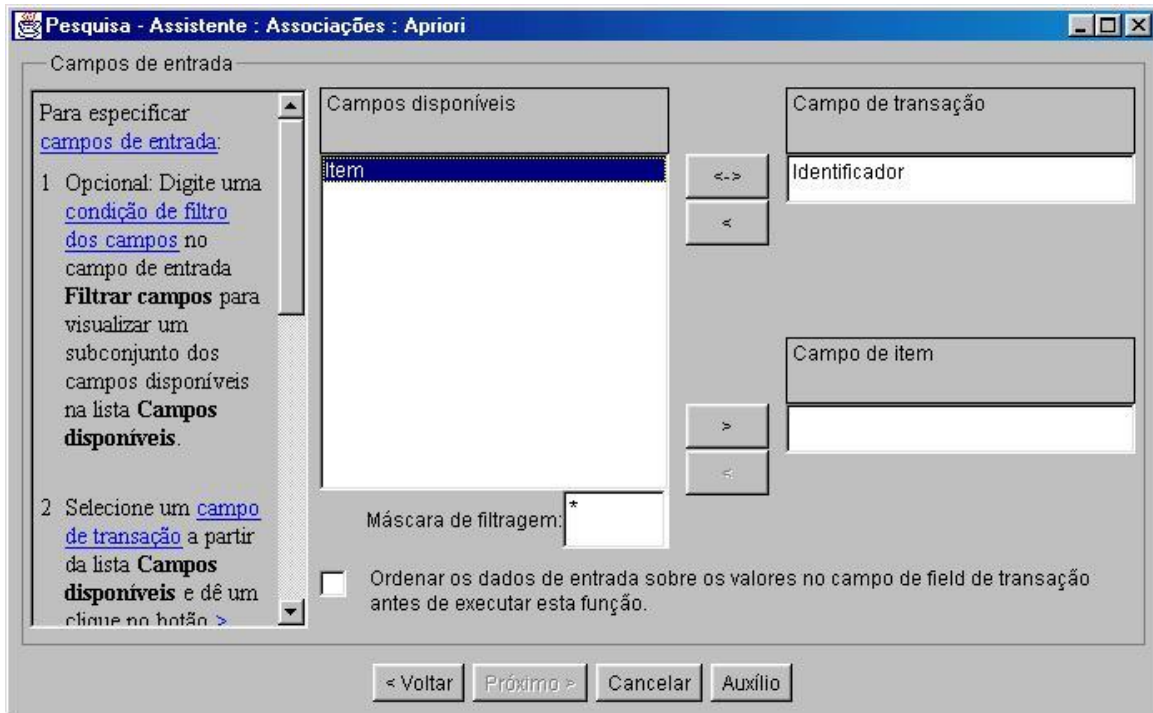 Pesquisa - Assistente : Associações : Apriori
Campos de entrada
Para especificar
campos de entrada:
1 Opcional: Digite uma
condição de filtro
dos campos no
campo de entrada
Filtrar campos para
visualizar um
subconjunto dos
campos disponíveis
na lista Campos
disponíveis.
2 Selecione um campo
de transação a partir
da lista Campos
disponíveis e dê um
clique no botão >
Campos disponíveis
Item
Máscara de filtragem:
*
<->
<
Campo de transação
Identificador
Campo de item
>
<
Ordenar os dados de entrada sobre os valores no campo de field de transação
antes de executar esta função.
< Voltar
Próximo >
Cancelar
Auxílio